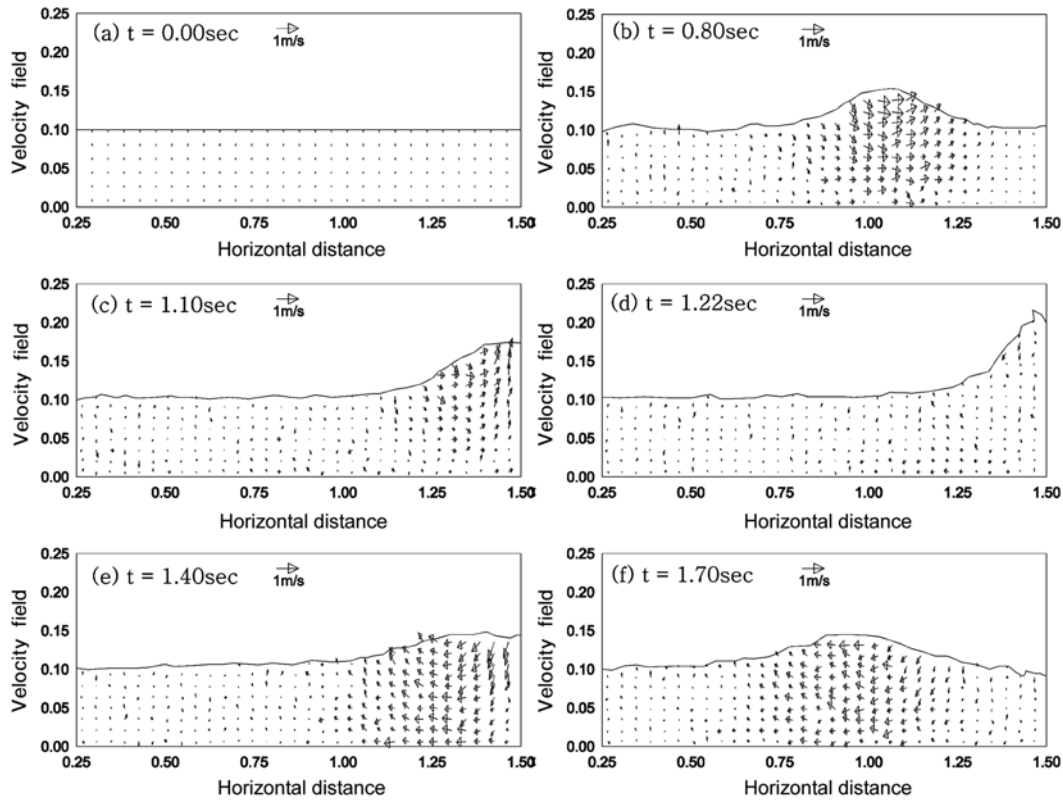 (a) t = 0.00sec
1m/s
Velocity field
0.25
0.20
0.15
0.10
0.05
0.00
0.25 0.50 0.75 1.00 1.25 1.50
Horizontal distance
(b) t = 0.80sec
1m/s
Velocity field
0.25
0.20
0.15
0.10
0.05
0.00
0.25 0.50 0.75 1.00 1.25 1.50
Horizontal distance
(c) t = 1.10sec
1m/s
Velocity field
0.25
0.20
0.15
0.10
0.05
0.00
0.25 0.50 0.75 1.00 1.25 1.50
Horizontal distance
(d) t = 1.22sec
1m/s
Velocity field
0.25
0.20
0.15
0.10
0.05
0.00
0.25 0.50 0.75 1.00 1.25 1.50
Horizontal distance
(e) t = 1.40sec
1m/s
Velocity field
0.25
0.20
0.15
0.10
0.05
0.00
0.25 0.50 0.75 1.00 1.25 1.50
Horizontal distance
(f) t = 1.70sec
1m/s
Velocity field
0.25
0.20
0.15
0.10
0.05
0.00
0.25 0.50 0.75 1.00 1.25 1.50
Horizontal distance